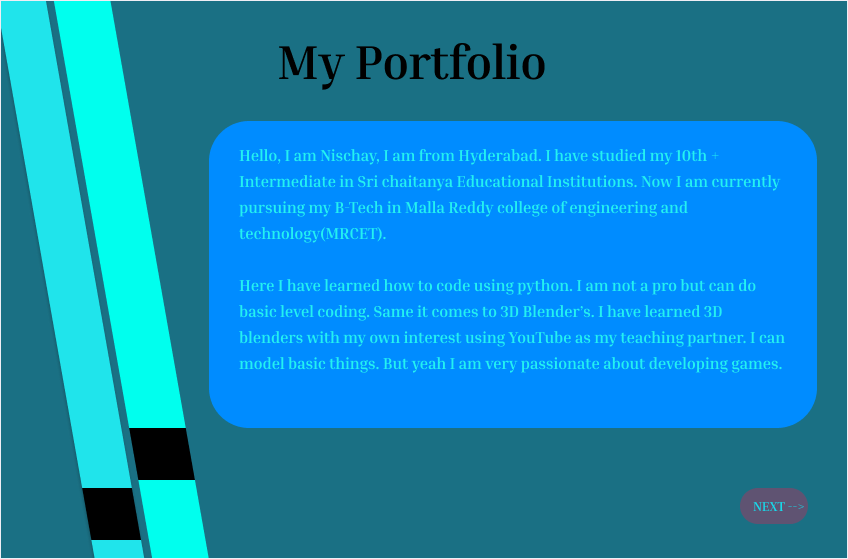 My Portfolio
Hello, I am Nischay, I am from Hyderabad. I have studied my 10th +
Intermediate in Sri chaitanya Educational Institutions. Now I am currently
pursuing my B-Tech in Malla Reddy college of engineering and
technology(MRCET).
Here I have learned how to code using python. I am not a pro but can do
basic level coding. Same it comes to 3D Blender's. I have learned 3D
blenders with my own interest using YouTube as my teaching partner. I can
model basic things. But yeah I am very passionate about developing games.
NEXT -->